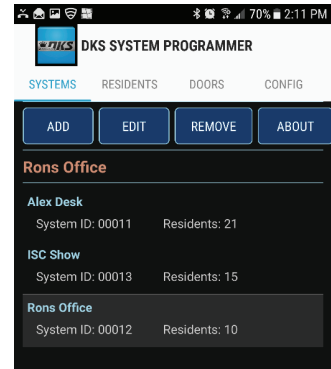 70% 2:11 PM
DKS DKS SYSTEM PROGRAMMER
SYSTEMS RESIDENTS DOORS CONFIG
ADD EDIT REMOVE ABOUT
Rons Office
Alex Desk
System ID: 00011 Residents: 21
ISC Show
System ID: 00013 Residents: 15
Rons Office
System ID: 00012 Residents: 10